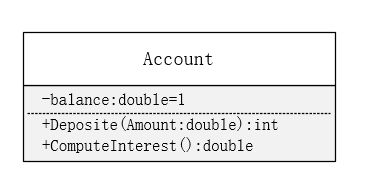 Account
-balance:double=1
+Deposite(Amount:double):int
+ComputeInterest():double